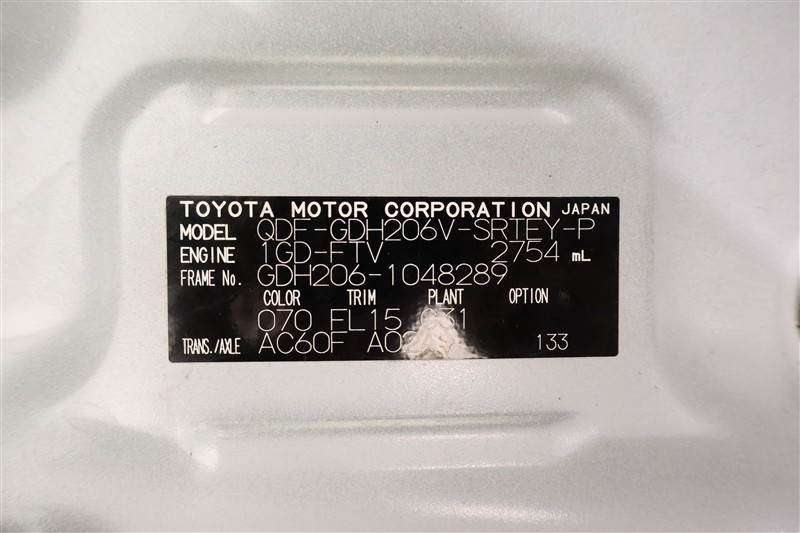 TOYOTA MOTOR CORPORATION JAPAN
MODEL QDF-GDH206V-SRTEY-P
ENGINE 1GD-FTV 2754 mL
FRAME No. GDH206-1048289
COLOR TRIM PLANT OPTION
070 FL15
TRANS./AXLE AC60F 133